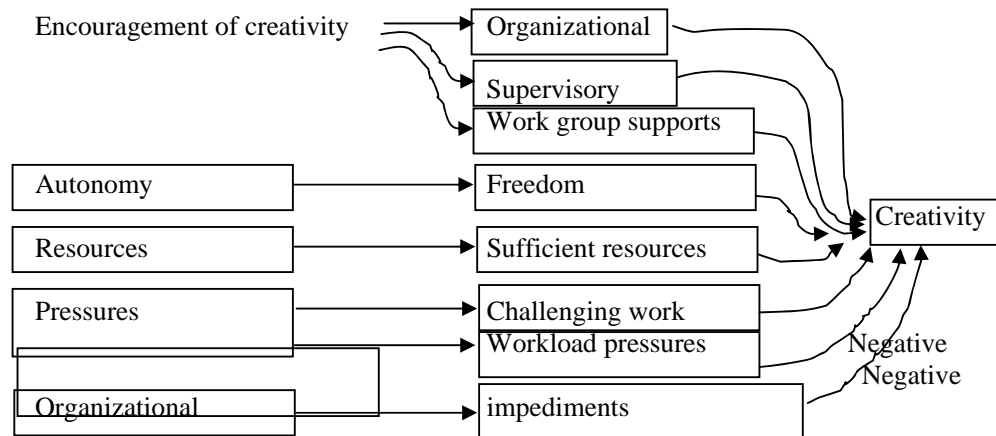 Encouragement of creativity
Organizational
Supervisory
Work group supports
Autonomy
Freedom
Creativity
Resources
Sufficient resources
Pressures
Challenging work
Workload pressures
Negative
Negative
Organizational
impediments